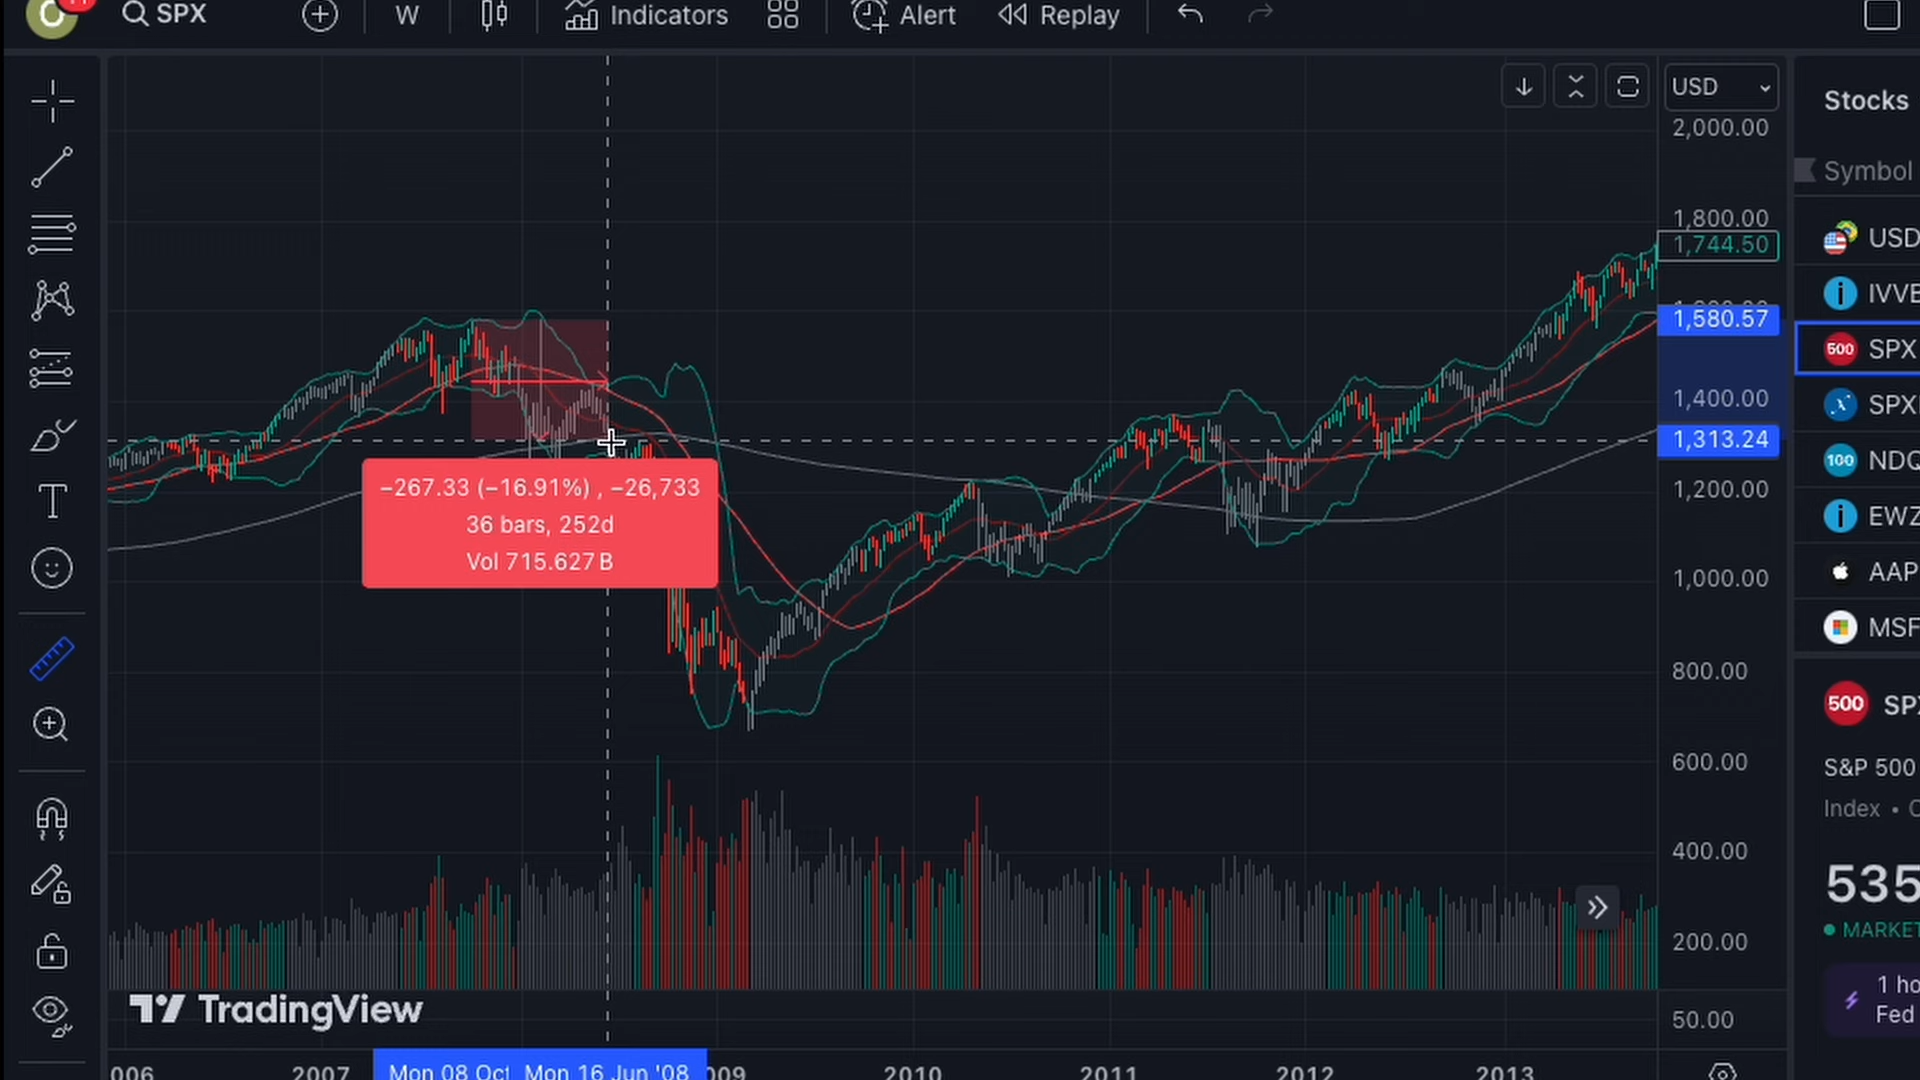 SPX
W
Indicators
Alert
Replay
USD
2,000.00
1,800.00
1,744.50
1,580.57
1,400.00
1,313.24
1,200.00
1,000.00
800.00
600.00
400.00
200.00
50.00
−267.33 (−16.91%) , −26,733
36 bars, 252d
Vol 715.627 B
TradingView
006
2007
Mon 08 Oct
Mon 16 Jun '08
009
2010
2011
2012
2013
Stocks
Symbol
USD
IVVE
500
SPX
SPX
100
NDQ
EWZ
AAP
MSF
500
SPX
S&P 500
Index •
535
MARKET
1 ho
Fed